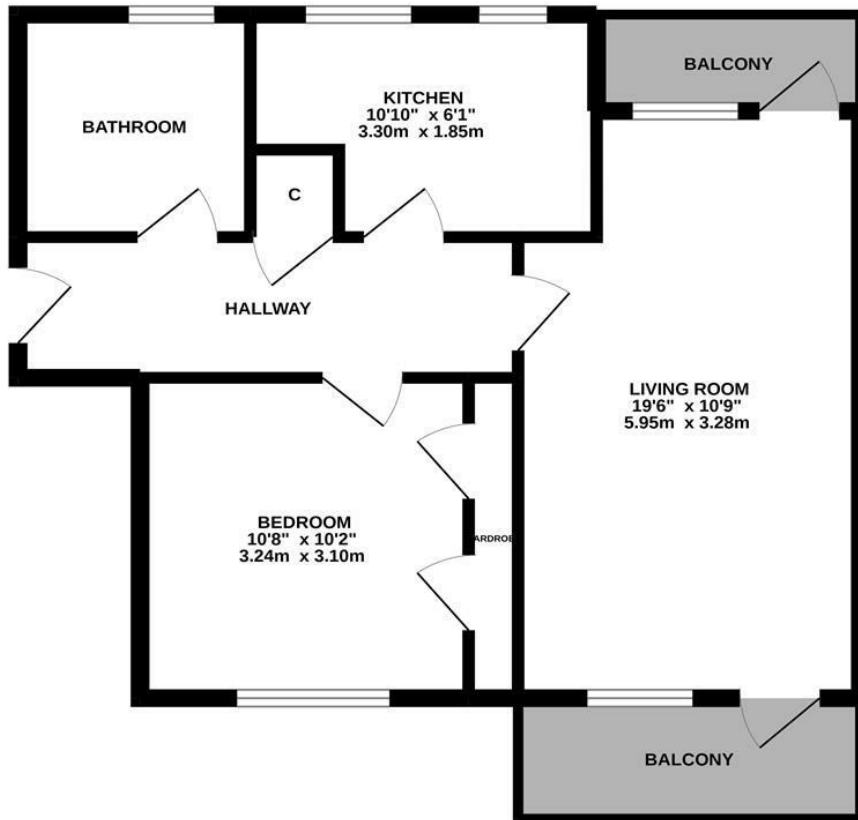 BALCONY
KITCHEN
10'10" x 6'1"
3.30m x 1.85m
BATHROOM
C
HALLWAY
LIVING ROOM
19'6" x 10'9"
5.95m x 3.28m
BEDROOM
10'8" x 10'2"
3.24m x 3.10m
ARDROB
BALCONY